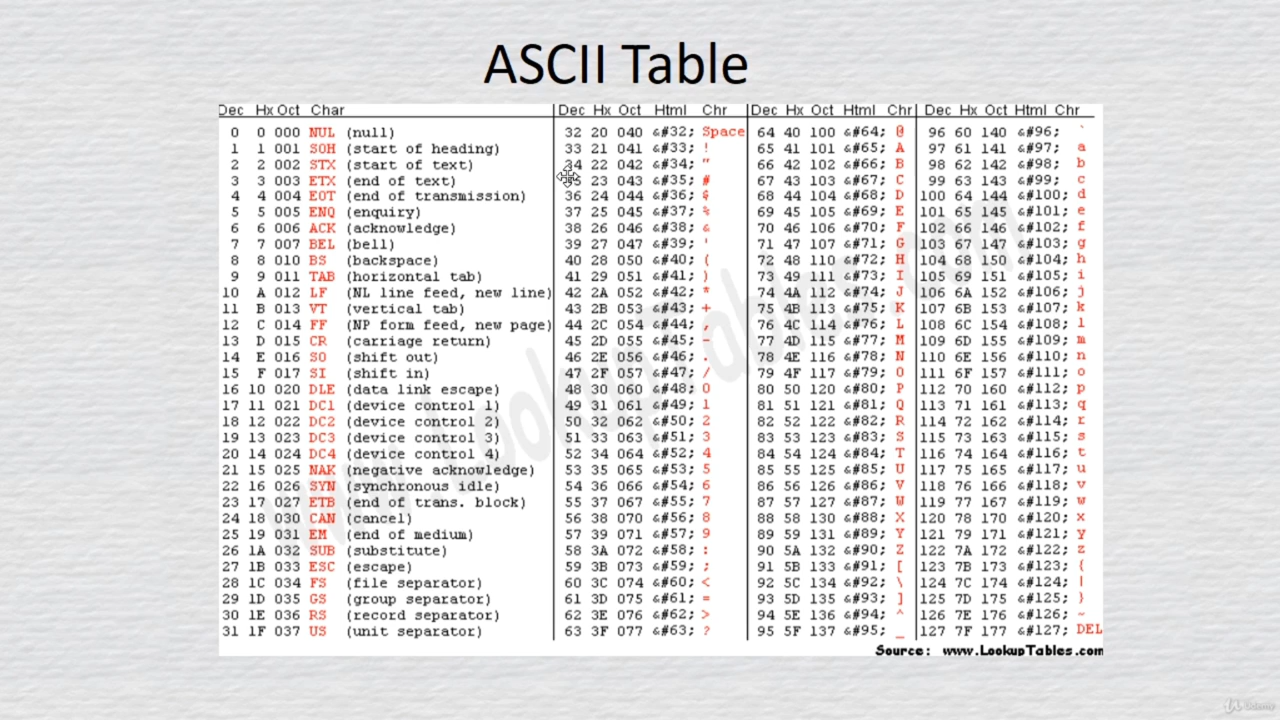 ASCII Table
Dec Hx Oct Char Dec Hx Oct Html Chr Dec Hx Oct Html Chr Dec Hx Oct Html Chr
0 0 000 NUL (null) 32 20 040 &#32; Space 64 40 100 &#64; @ 96 60 140 &#96; `
1 1 001 SOH (start of heading) 33 21 041 &#33; ! 65 41 101 &#65; A 97 61 141 &#97; a
2 2 002 STX (start of text) 34 22 042 &#34; " 66 42 102 &#66; B 98 62 142 &#98; b
3 3 003 ETX (end of text) 35 23 043 &#35; # 67 43 103 &#67; C 99 63 143 &#99; c
4 4 004 EOT (end of transmission) 36 24 044 &#36; $ 68 44 104 &#68; D 100 64 144 &#100; d
5 5 005 ENQ (enquiry) 37 25 045 &#37; % 69 45 105 &#69; E 101 65 145 &#101; e
6 6 006 ACK (acknowledge) 38 26 046 &#38; & 70 46 106 &#70; F 102 66 146 &#102; f
7 7 007 BEL (bell) 39 27 047 &#39; ' 71 47 107 &#71; G 103 67 147 &#103; g
8 8 010 BS (backspace) 40 28 050 &#40; ( 72 48 110 &#72; H 104 68 150 &#104; h
9 9 011 TAB (horizontal tab) 41 29 051 &#41; ) 73 49 111 &#73; I 105 69 151 &#105; i
10 A 012 LF (NL line feed, new line) 42 2A 052 &#42; * 74 4A 112 &#74; J 106 6A 152 &#106; j
11 B 013 VT (vertical tab) 43 2B 053 &#43; + 75 4B 113 &#75; K 107 6B 153 &#107; k
12 C 014 FF (NP form feed, new page) 44 2C 054 &#44; , 76 4C 114 &#76; L 108 6C 154 &#108; l
13 D 015 CR (carriage return) 45 2D 055 &#45; - 77 4D 115 &#77; M 109 6D 155 &#109; m
14 E 016 SO (shift out) 46 2E 056 &#46; . 78 4E 116 &#78; N 110 6E 156 &#110; n
15 F 017 SI (shift in) 47 2F 057 &#47; / 79 4F 117 &#79; O 111 6F 157 &#111; o
16 10 020 DLE (data link escape) 48 30 060 &#48; 0 80 50 120 &#80; P 112 70 160 &#112; p
17 11 021 DC1 (device control 1) 49 31 061 &#49; 1 81 51 121 &#81; Q 113 71 161 &#113; q
18 12 022 DC2 (device control 2) 50 32 062 &#50; 2 82 52 122 &#82; R 114 72 162 &#114; r
19 13 023 DC3 (device control 3) 51 33 063 &#51; 3 83 53 123 &#83; S 115 73 163 &#115; s
20 14 024 DC4 (device control 4) 52 34 064 &#52; 4 84 54 124 &#84; T 116 74 164 &#116; t
21 15 025 NAK (negative acknowledge) 53 35 065 &#53; 5 85 55 125 &#85; U 117 75 165 &#117; u
22 16 026 SYN (synchronous idle) 54 36 066 &#54; 6 86 56 126 &#86; V 118 76 166 &#118; v
23 17 027 ETB (end of trans. block) 55 37 067 &#55; 7 87 57 127 &#87; W 119 77 167 &#119; w
24 18 030 CAN (cancel) 56 38 070 &#56; 8 88 58 130 &#88; X 120 78 170 &#120; x
25 19 031 EM (end of medium) 57 39 071 &#57; 9 89 59 131 &#89; Y 121 79 171 &#121; y
26 1A 032 SUB (substitute) 58 3A 072 &#58; : 90 5A 132 &#90; Z 122 7A 172 &#122; z
27 1B 033 ESC (escape) 59 3B 073 &#59; ; 91 5B 133 &#91; [ 123 7B 173 &#123; {
28 1C 034 FS (file separator) 60 3C 074 &#60; < 92 5C 134 &#92; \ 124 7C 174 &#124; |
29 1D 035 GS (group separator) 61 3D 075 &#61; = 93 5D 135 &#93; ] 125 7D 175 &#125; }
30 1E 036 RS (record separator) 62 3E 076 &#62; > 94 5E 136 &#94; ^ 126 7E 176 &#126; ~
31 1F 037 US (unit separator) 63 3F 077 &#63; ? 95 5F 137 &#95; _ 127 7F 177 &#127; DEL
Source: www.LookupTables.com
www.LookupTables.com
Udemy